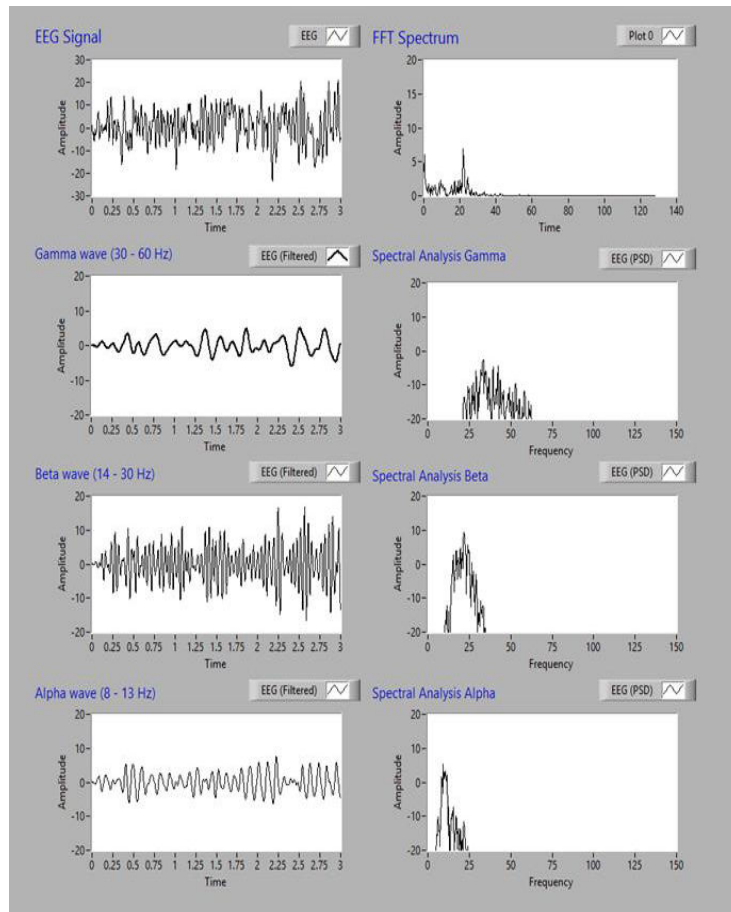 EEG Signal
EEG
30
20
10
0
-10
-20
-30
Amplitude
0 0.25 0.5 0.75 1 1.25 1.5 1.75 2 2.25 2.5 2.75 3
Time
FFT Spectrum
Plot 0
20
15
10
5
0
Amplitude
0 20 40 60 80 100 120 140
Time
Gamma wave (30 - 60 Hz)
EEG (Filtered)
20
10
0
-10
-20
Amplitude
0 0.25 0.5 0.75 1 1.25 1.5 1.75 2 2.25 2.5 2.75 3
Time
Spectral Analysis Gamma
EEG (PSD)
20
10
0
-10
-20
Amplitude
0 25 50 75 100 125 150
Frequency
Beta wave (14 - 30 Hz)
EEG (Filtered)
20
10
0
-10
-20
Amplitude
0 0.25 0.5 0.75 1 1.25 1.5 1.75 2 2.25 2.5 2.75 3
Time
Spectral Analysis Beta
EEG (PSD)
20
10
0
-10
-20
Amplitude
0 25 50 75 100 125 150
Frequency
Alpha wave (8 - 13 Hz)
EEG (Filtered)
20
10
0
-10
-20
Amplitude
0 0.25 0.5 0.75 1 1.25 1.5 1.75 2 2.25 2.5 2.75 3
Time
Spectral Analysis Alpha
EEG (PSD)
20
10
0
-10
-20
Amplitude
0 25 50 75 100 125 150
Frequency